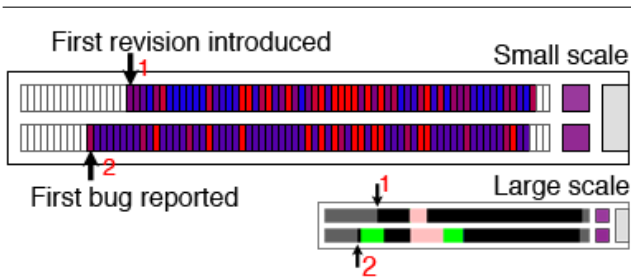 First revision introduced
1
Small scale
2
First bug reported
Large scale
1
2